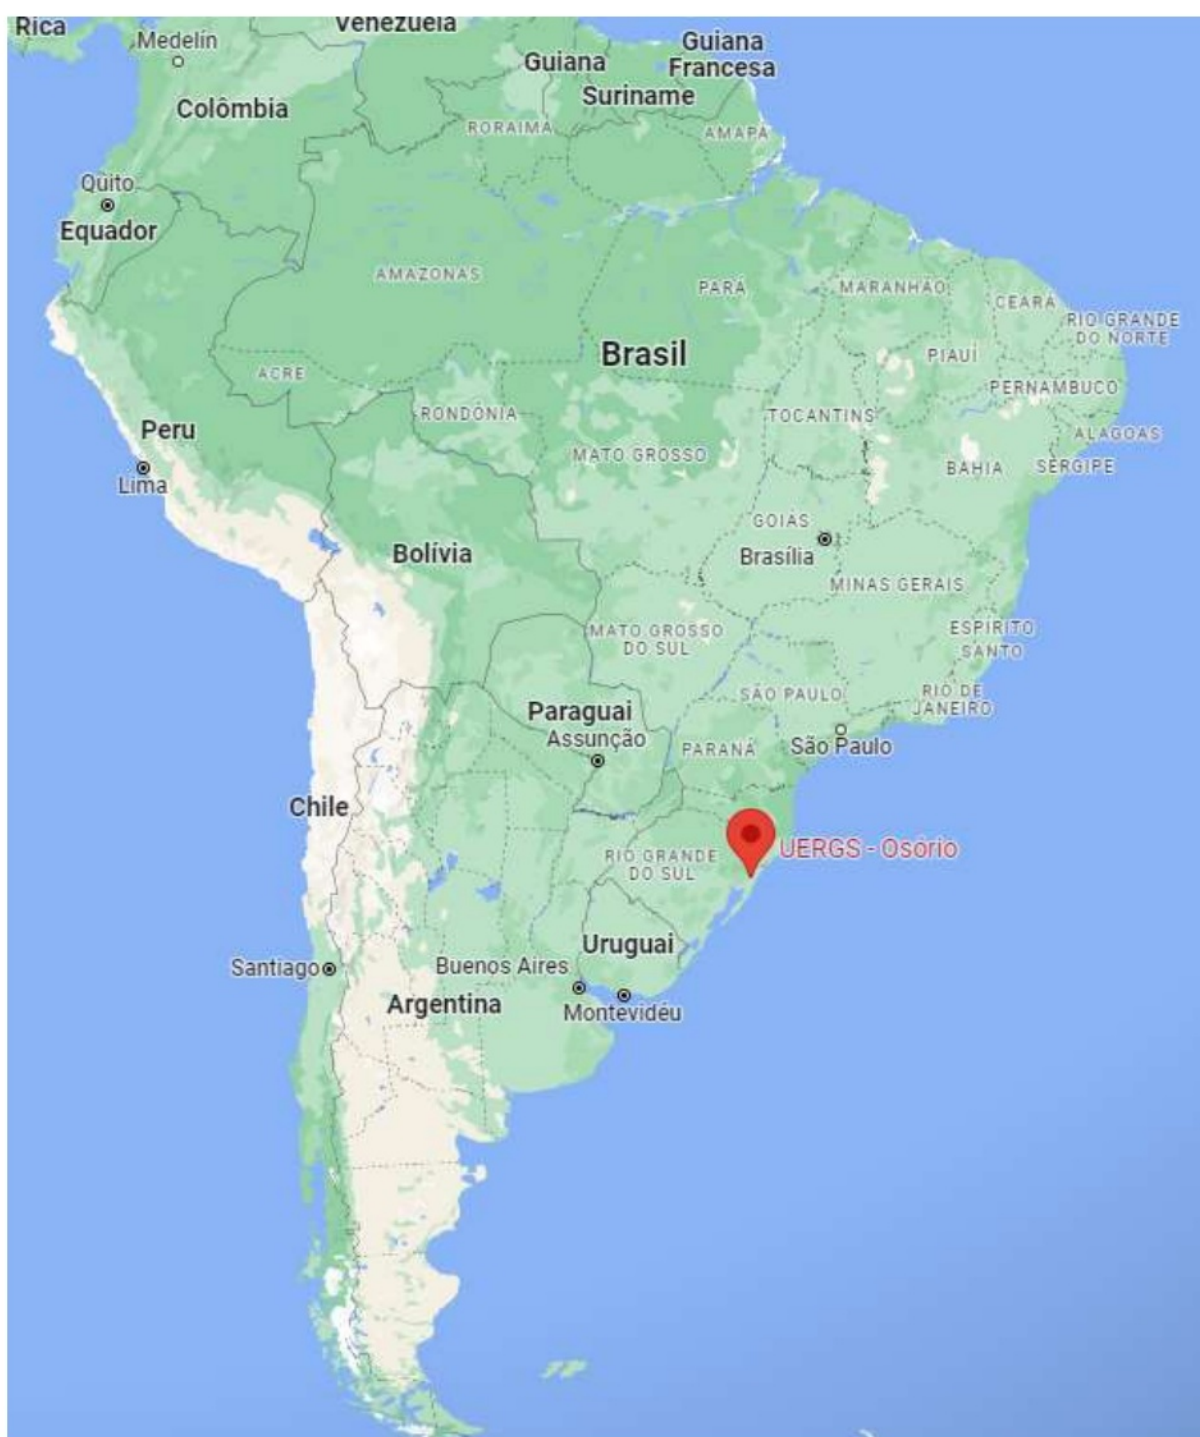 Rica
Venezuela
Medelín
Guiana
Francesa
Guiana
Colômbia
Suriname
RORAIMA
AMAPÁ
Quito
Equador
AMAZONAS
PARÁ
MARANHÃO
CEARÁ
RIO GRANDE
DO NORTE
Brasil
PIAUÍ
ACRE
PERNAMBUCO
RONDÔNIA
TOCANTINS
Peru
ALAGOAS
MATO GROSSO
BAHIA
SERGIPE
Lima
GOIÁS
Bolívia
Brasília
MINAS GERAIS
MATO GROSSO
DO SUL
ESPÍRITO
SANTO
SÃO PAULO
RIO DE
JANEIRO
Paraguai
Assunção
PARANÁ
São Paulo
Chile
RIO GRANDE
DO SUL
UERGS - Osório
Uruguai
Santiago
Buenos Aires
Argentina
Montevidéu